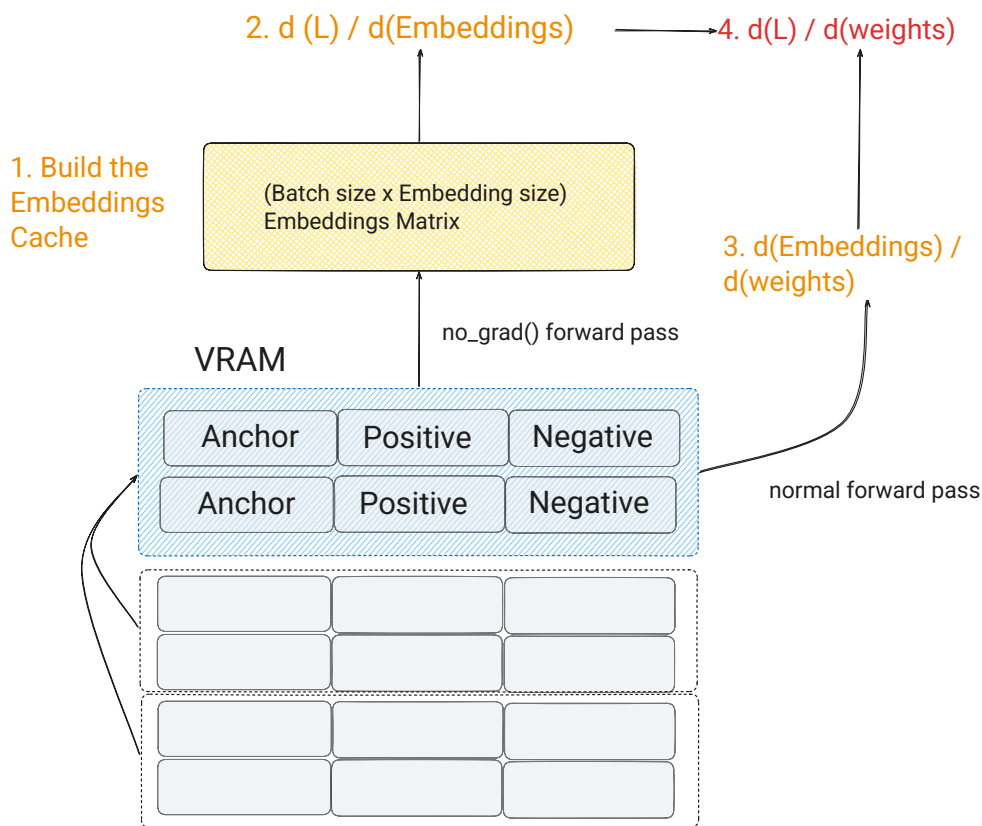 2. d (L) / d(Embeddings)
4. d(L) / d(weights)
1. Build the
Embeddings
Cache
(Batch size x Embedding size)
Embeddings Matrix
3. d(Embeddings) /
d(weights)
no_grad() forward pass
VRAM
Anchor Positive Negative
Anchor Positive Negative
normal forward pass